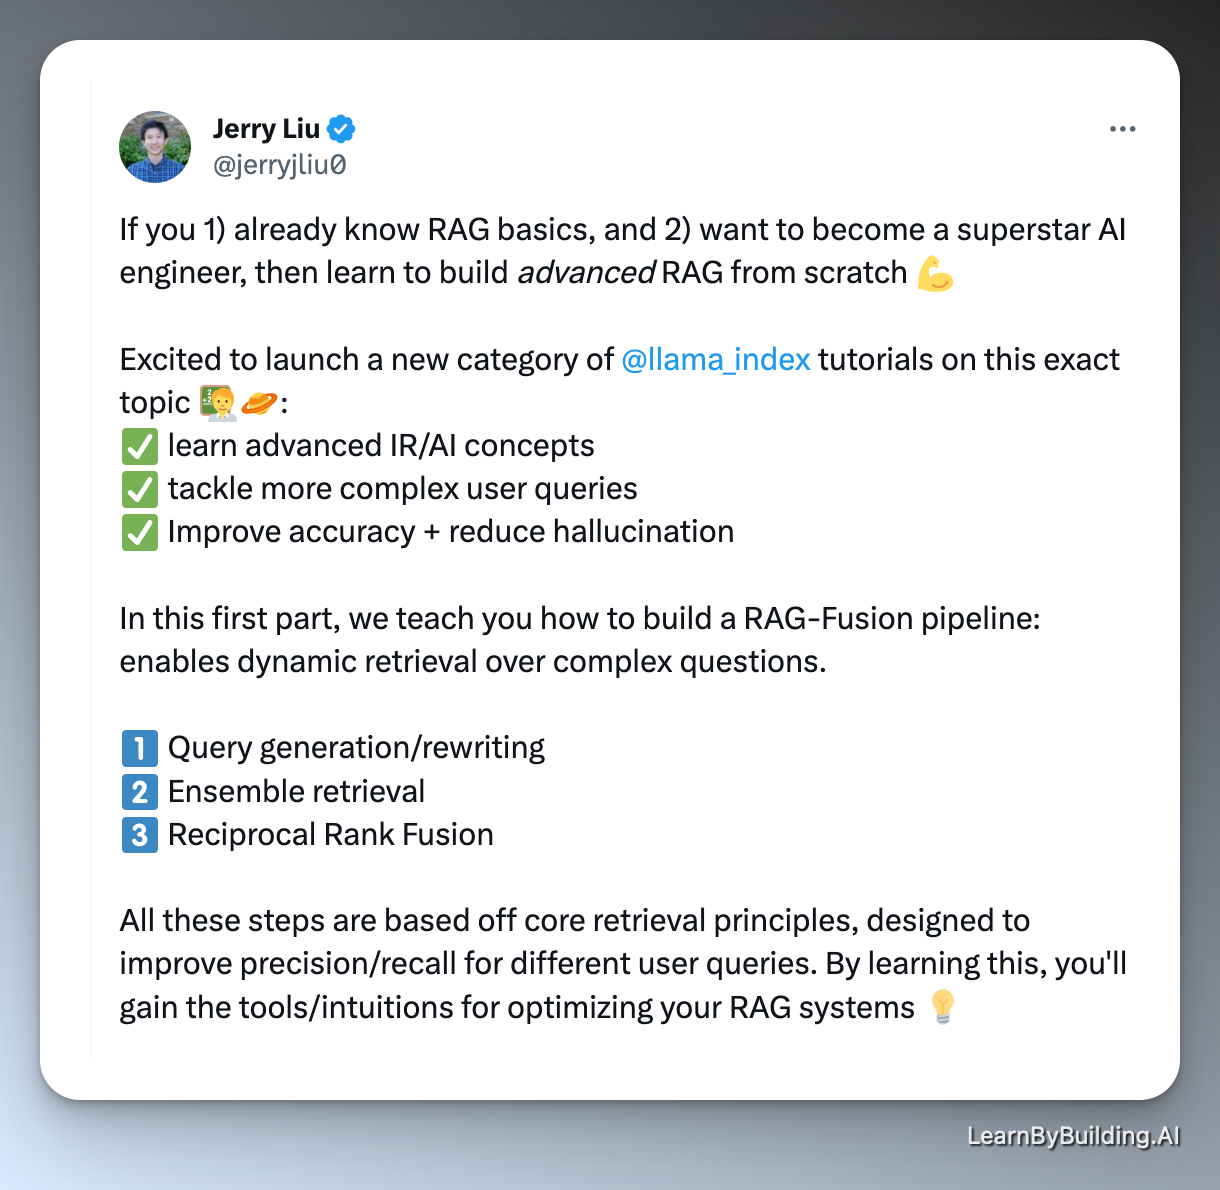 Jerry Liu
@jerryjliu0
If you 1) already know RAG basics, and 2) want to become a superstar AI
engineer, then learn to build advanced RAG from scratch 💪
Excited to launch a new category of @llama_index tutorials on this exact
topic 🧑‍🏫🪐:
✅ learn advanced IR/AI concepts
✅ tackle more complex user queries
✅ Improve accuracy + reduce hallucination
In this first part, we teach you how to build a RAG-Fusion pipeline:
enables dynamic retrieval over complex questions.
1️⃣ Query generation/rewriting
2️⃣ Ensemble retrieval
3️⃣ Reciprocal Rank Fusion
All these steps are based off core retrieval principles, designed to
improve precision/recall for different user queries. By learning this, you'll
gain the tools/intuitions for optimizing your RAG systems 💡
LearnByBuilding.AI